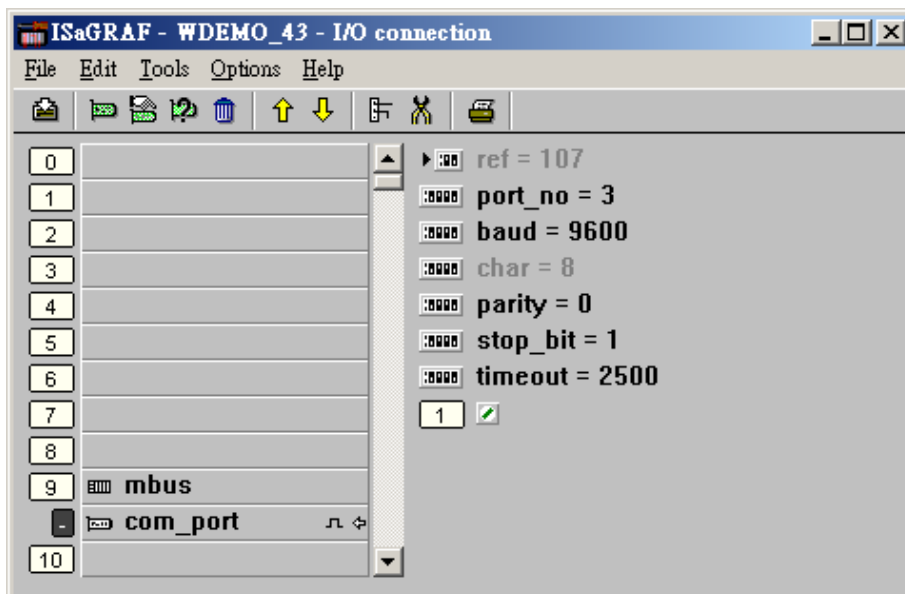 ISaGRAF - WDEMO_43 - I/O connection
File Edit Tools Options Help
0
1
2
3
4
5
6
7
8
9 mbus
- com_port
10
ref = 107
port_no = 3
baud = 9600
char = 8
parity = 0
stop_bit = 1
timeout = 2500
1